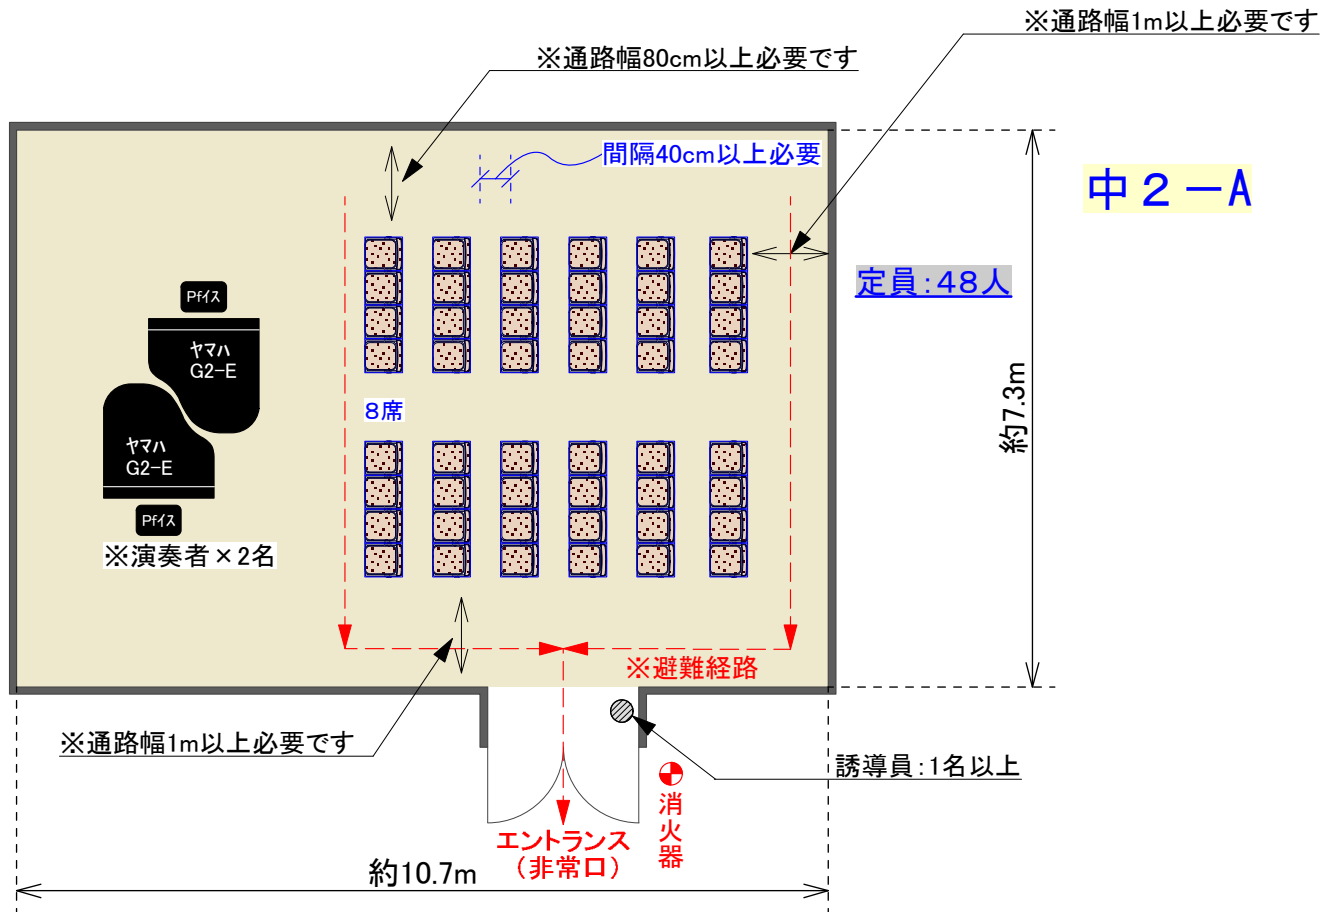 ※通路幅1m以上必要です
※通路幅80cm以上必要です
間隔40cm以上必要
中2-A
定員:48人
Pfイス
ヤマハ
G2-E
8席
ヤマハ
G2-E
Pfイス
※演奏者×2名
約7.3m
※避難経路
※通路幅1m以上必要です
誘導員:1名以上
消火器
エントランス
(非常口)
約10.7m